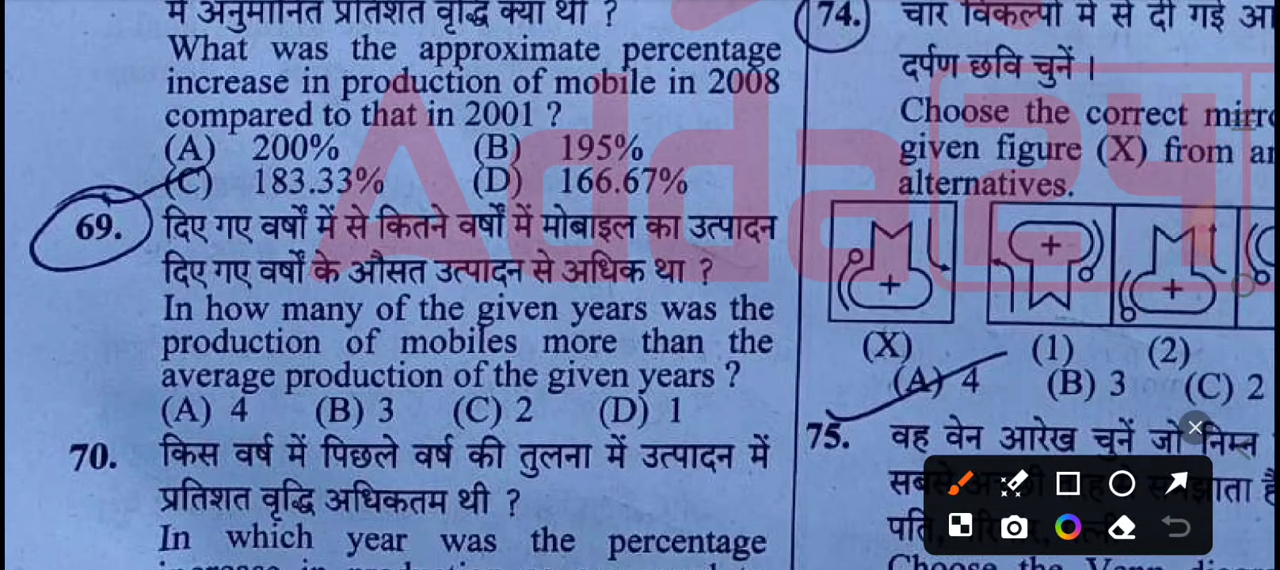 में अनुमानित प्रतिशत वृद्धि क्या थी ?
What was the approximate percentage
increase in production of mobile in 2008
compared to that in 2001 ?
(A) 200% (B) 195%
(C) 183.33% (D) 166.67%
69. दिए गए वर्षों में से कितने वर्षों में मोबाइल का उत्पादन
दिए गए वर्षों के औसत उत्पादन से अधिक था ?
In how many of the given years was the
production of mobiles more than the
average production of the given years ?
(A) 4 (B) 3 (C) 2 (D) 1
70. किस वर्ष में पिछले वर्ष की तुलना में उत्पादन में
प्रतिशत वृद्धि अधिकतम थी ?
In which year was the percentage
74. चार विकल्पों में से दी गई
दर्पण छवि चुनें ।
Choose the correct
given figure (X) from
alternatives.
(X) (1) (2)
(A) 4 (B) 3 (C) 2
75. वह वेन आरेख चुनें जो निम्न
Choose the Venn
Adda24